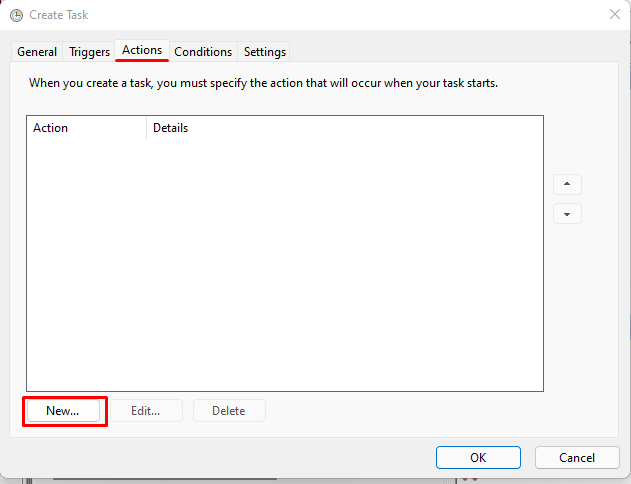 Create Task
General Triggers Actions Conditions Settings
When you create a task, you must specify the action that will occur when your task starts.
Action Details
New... Edit... Delete
OK Cancel